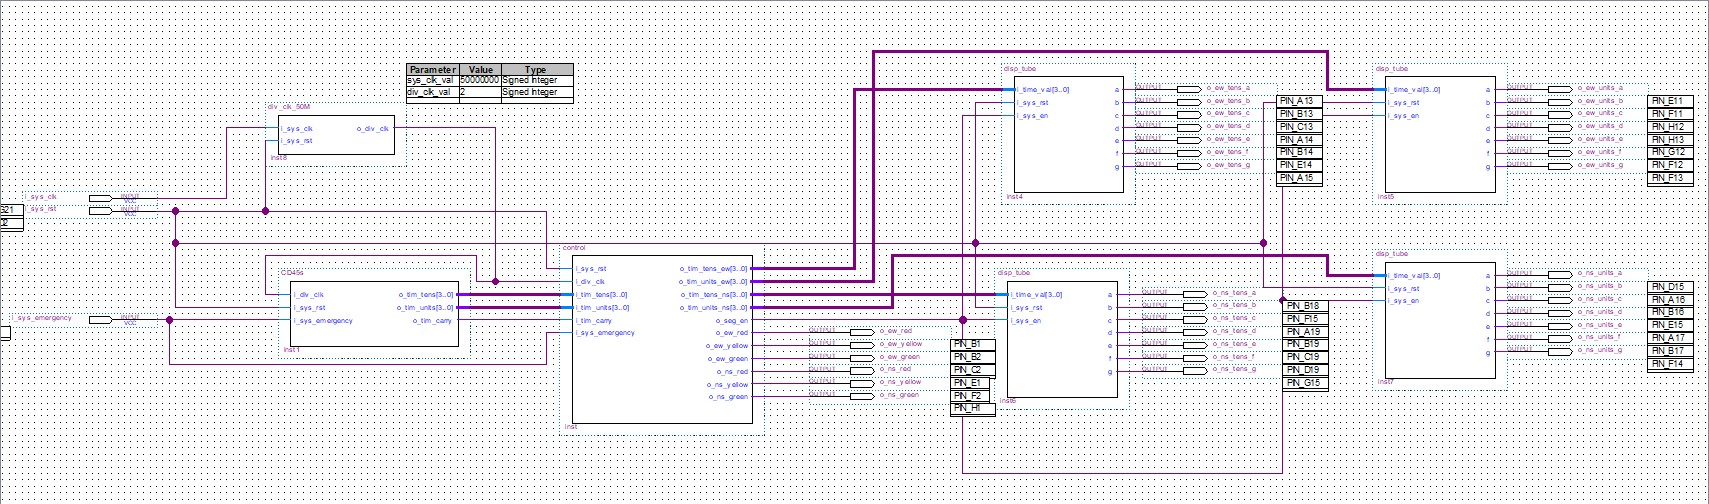 Parameter Value Type
sys_clk_val 50000000 Signed Integer
div_clk_val 2 Signed Integer
div_clk_50M
i_sys_clk o_div_clk
i_sys_rst
inst8
i_sys_clk INPUT VCC
i_sys_rst INPUT VCC
i_sys_emergency INPUT VCC
CD45s
i_div_clk o_tim_tens[3..0]
i_sys_rst o_tim_units[3..0]
i_sys_emergency o_tim_carry
inst1
control
i_sys_rst o_tim_tens_ew[3..0]
i_div_clk o_tim_units_ew[3..0]
i_tim_tens[3..0] o_tim_tens_ns[3..0]
i_tim_units[3..0] o_tim_units_ns[3..0]
i_tim_carry o_seg_en
i_sys_emergency o_ew_red
o_ew_yellow
o_ew_green
o_ns_red
o_ns_yellow
o_ns_green
inst
OUTPUT o_ew_red
OUTPUT o_ew_yellow
OUTPUT o_ew_green
OUTPUT o_ns_red
OUTPUT o_ns_yellow
OUTPUT o_ns_green
PIN_B1
PIN_B2
PIN_C2
PIN_E1
PIN_F2
PIN_H1
disp_tube
i_time_val[3..0] a
i_sys_rst b
i_sys_en c
d
e
f
g
inst4
OUTPUT o_ew_tens_a
OUTPUT o_ew_tens_b
OUTPUT o_ew_tens_c
OUTPUT o_ew_tens_d
OUTPUT o_ew_tens_e
OUTPUT o_ew_tens_f
OUTPUT o_ew_tens_g
PIN_A13
PIN_B13
PIN_C13
PIN_A14
PIN_B14
PIN_E14
PIN_A15
disp_tube
i_time_val[3..0] a
i_sys_rst b
i_sys_en c
d
e
f
g
inst5
OUTPUT o_ew_units_a
OUTPUT o_ew_units_b
OUTPUT o_ew_units_c
OUTPUT o_ew_units_d
OUTPUT o_ew_units_e
OUTPUT o_ew_units_f
OUTPUT o_ew_units_g
PIN_E11
PIN_F11
PIN_H12
PIN_H13
PIN_G12
PIN_F12
PIN_F13
disp_tube
i_time_val[3..0] a
i_sys_rst b
i_sys_en c
d
e
f
g
inst6
OUTPUT o_ns_tens_a
OUTPUT o_ns_tens_b
OUTPUT o_ns_tens_c
OUTPUT o_ns_tens_d
OUTPUT o_ns_tens_e
OUTPUT o_ns_tens_f
OUTPUT o_ns_tens_g
PIN_B18
PIN_F15
PIN_A19
PIN_B19
PIN_C19
PIN_D19
PIN_G15
disp_tube
i_time_val[3..0] a
i_sys_rst b
i_sys_en c
d
e
f
g
inst7
OUTPUT o_ns_units_a
OUTPUT o_ns_units_b
OUTPUT o_ns_units_c
OUTPUT o_ns_units_d
OUTPUT o_ns_units_e
OUTPUT o_ns_units_f
OUTPUT o_ns_units_g
PIN_D15
PIN_A16
PIN_B16
PIN_E15
PIN_A17
PIN_B17
PIN_F14